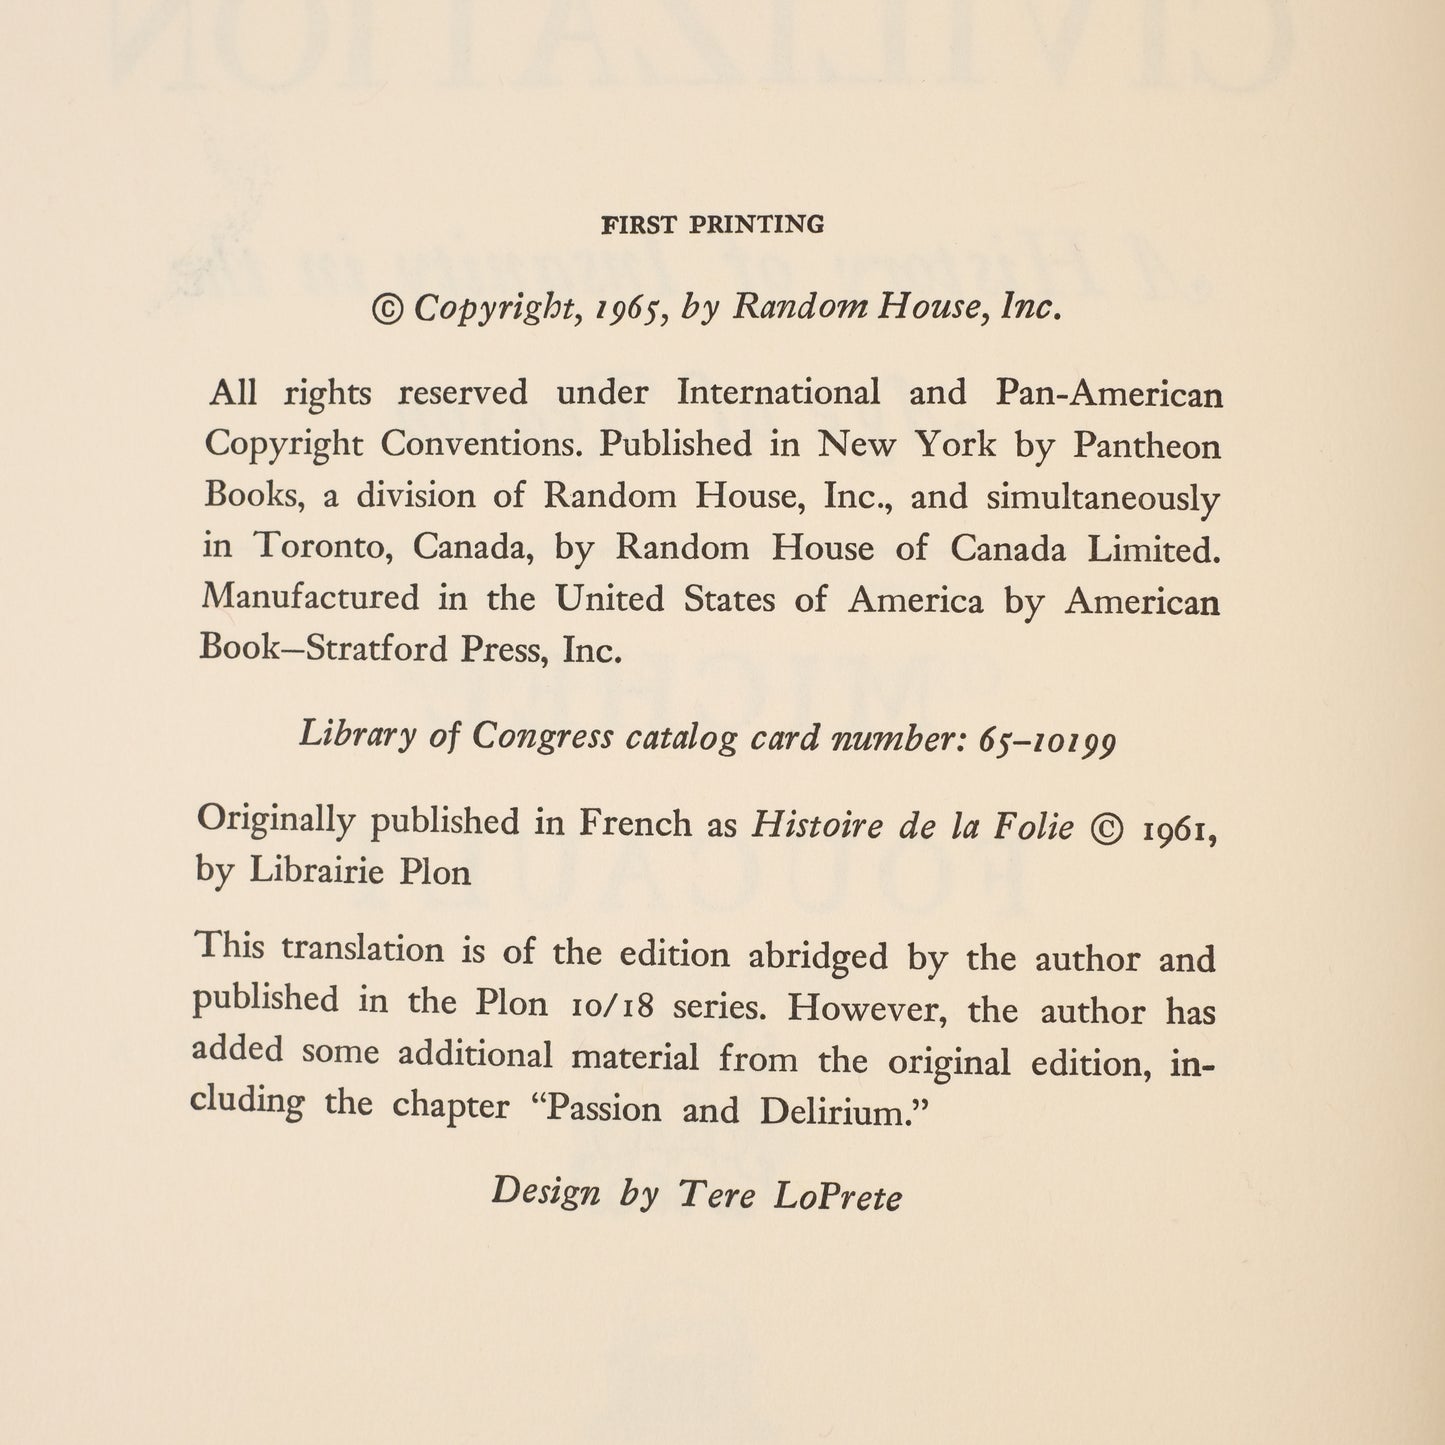 FIRST PRINTING
© Copyright, 1965, by Random House, Inc.
All rights reserved under International and Pan-American
Copyright Conventions. Published in New York by Pantheon
Books, a division of Random House, Inc., and simultaneously
in Toronto, Canada, by Random House of Canada Limited.
Manufactured in the United States of America by American
Book—Stratford Press, Inc.
Library of Congress catalog card number: 65–10199
Originally published in French as Histoire de la Folie © 1961,
by Librairie Plon
This translation is of the edition abridged by the author and
published in the Plon 10/18 series. However, the author has
added some additional material from the original edition, in-
cluding the chapter “Passion and Delirium.”
Design by Tere LoPrete